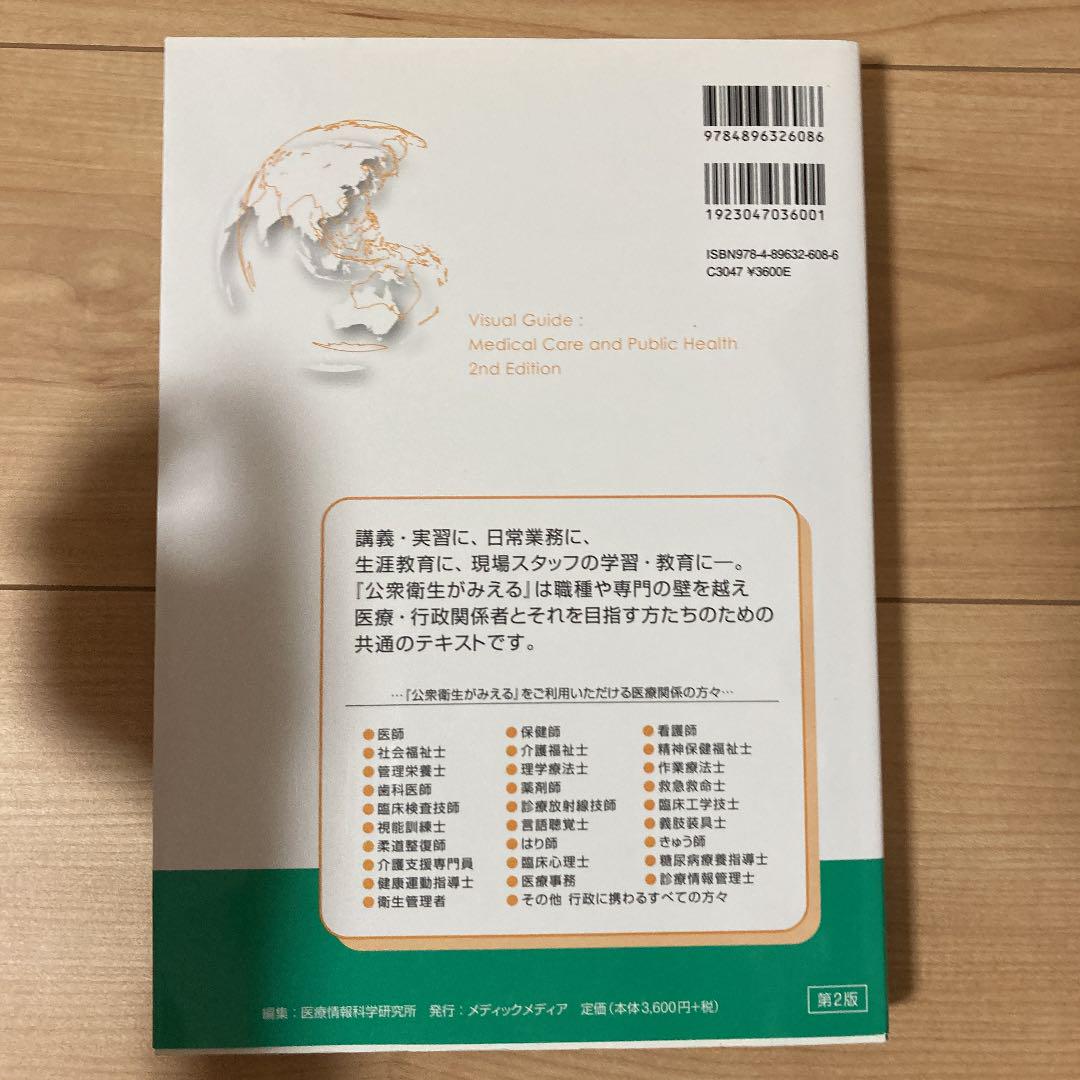 9784896326086
1923047036001
ISBN978-4-89632-608-6
C3047 ¥3600E
Visual Guide :
Medical Care and Public Health
2nd Edition
講義・実習に、日常業務に、
生涯教育に、現場スタッフの学習・教育に―。
『公衆衛生がみえる』は職種や専門の壁を越え
医療・行政関係者とそれを目指す方たちのための
共通のテキストです。
…『公衆衛生がみえる』をご利用いただける医療関係の方々…
●医師 ●保健師 ●看護師
●社会福祉士 ●介護福祉士 ●精神保健福祉士
●管理栄養士 ●理学療法士 ●作業療法士
●歯科医師 ●薬剤師 ●救急救命士
●臨床検査技師 ●診療放射線技師 ●臨床工学技士
●視能訓練士 ●言語聴覚士 ●義肢装具士
●柔道整復師 ●はり師 ●きゅう師
●介護支援専門員 ●臨床心理士 ●糖尿病療養指導士
●健康運動指導士 ●医療事務 ●診療情報管理士
●衛生管理者 ●その他 行政に携わるすべての方々
編集：医療情報科学研究所 発行：メディックメディア 定価（本体3,600円+税）
第2版